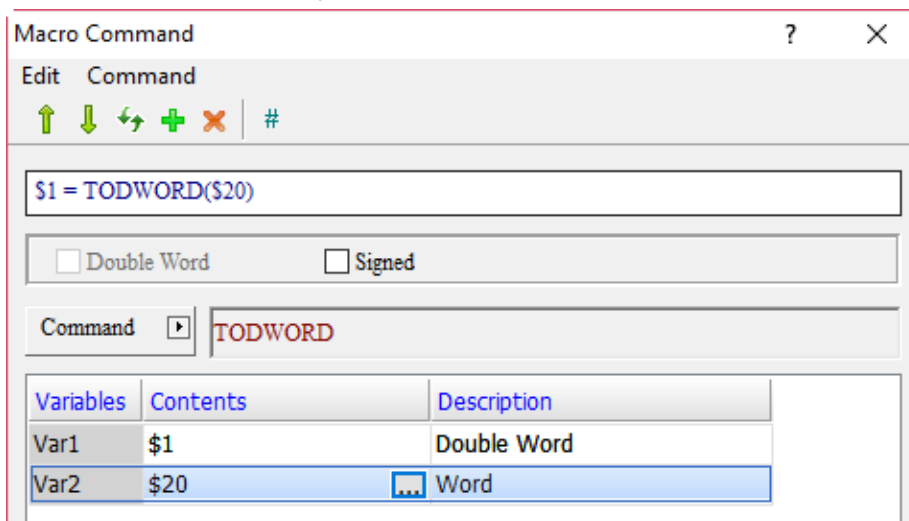 Macro Command ?
Edit Command
#
$1 = TODWORD($20)
Double Word Signed
Command TODWORD
Variables Contents Description
Var1 $1 Double Word
Var2 $20 ... Word